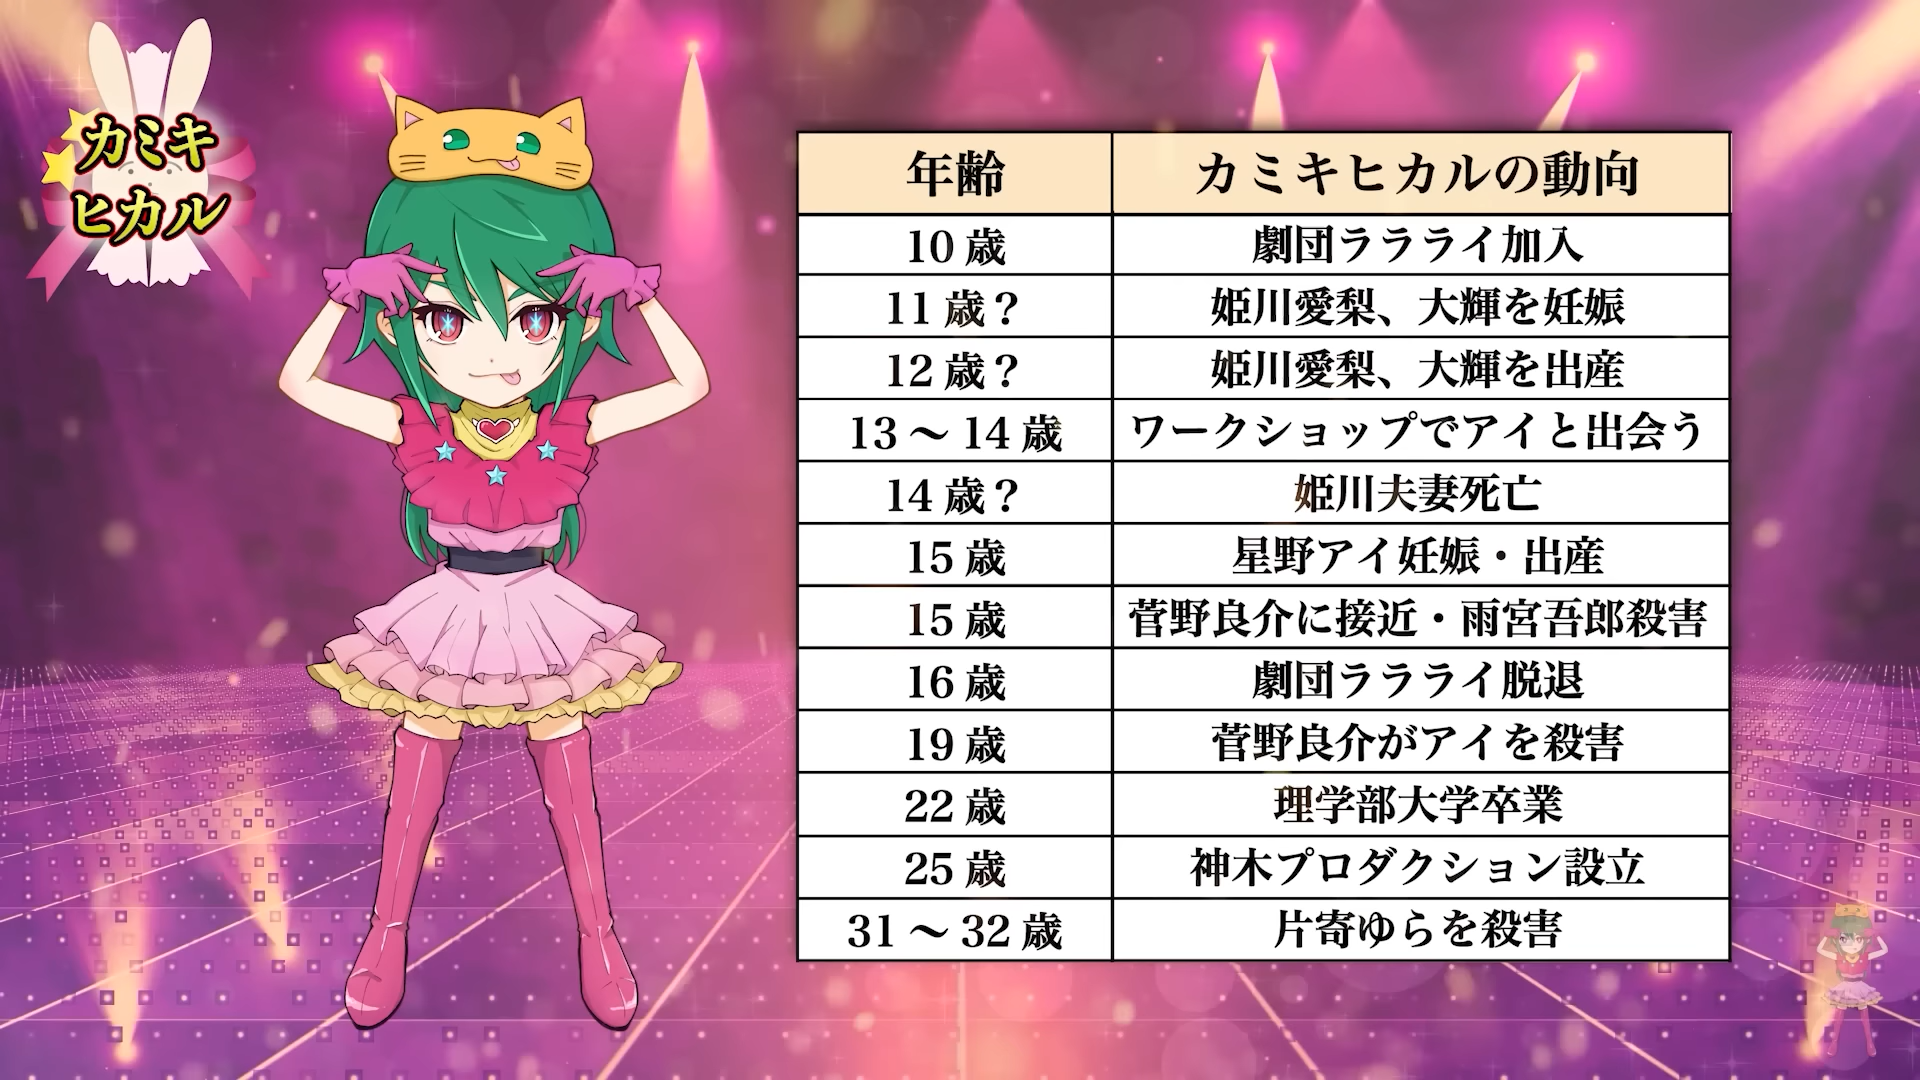 カミキ
ヒカル
年齢 カミキヒカルの動向
10歳 劇団ララライ加入
11歳？ 姫川愛梨、大輝を妊娠
12歳？ 姫川愛梨、大輝を出産
13〜14歳 ワークショップでアイと出会う
14歳？ 姫川夫妻死亡
15歳 星野アイ妊娠・出産
15歳 菅野良介に接近・雨宮吾郎殺害
16歳 劇団ララライ脱退
19歳 菅野良介がアイを殺害
22歳 理学部大学卒業
25歳 神木プロダクション設立
31〜32歳 片寄ゆらを殺害